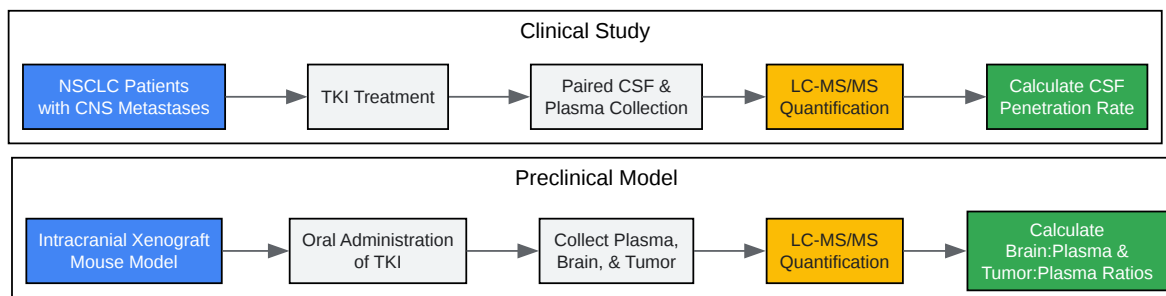 Clinical Study
NSCLC Patients
with CNS Metastases
TKI Treatment
Paired CSF &
Plasma Collection
LC-MS/MS
Quantification
Calculate CSF
Penetration Rate
Preclinical Model
Intracranial Xenograft
Mouse Model
Oral Administration
of TKI
Collect Plasma,
Brain, & Tumor
LC-MS/MS
Quantification
Calculate
Brain:Plasma &
Tumor:Plasma Ratios